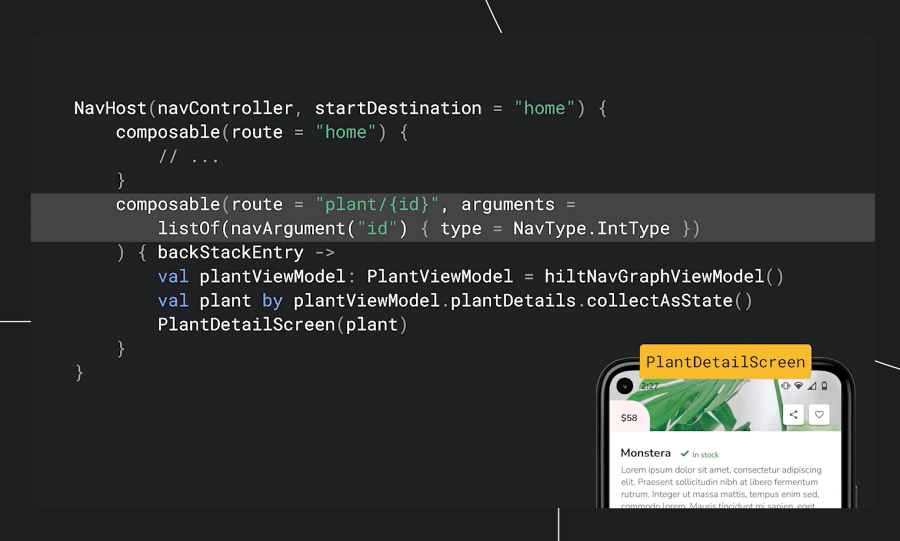 NavHost(navController, startDestination = "home") {
    composable(route = "home") {
        // ...
    }
    composable(route = "plant/{id}", arguments =
        listOf(navArgument("id") { type = NavType.IntType })
    ) { backStackEntry ->
        val plantViewModel: PlantViewModel = hiltNavGraphViewModel()
        val plant by plantViewModel.plantDetails.collectAsState()
        PlantDetailScreen(plant)
    }
}
PlantDetailScreen
2:27
$58
Monstera
In stock
Lorem ipsum dolor sit amet, consectetur adipiscing
elit. Praesent sollicitudin nibh at libero fermentum
rutrum. Integer ut massa mattis, tempus enim sed,
commodo lorem. Mauris tincidunt mi sapien, eget